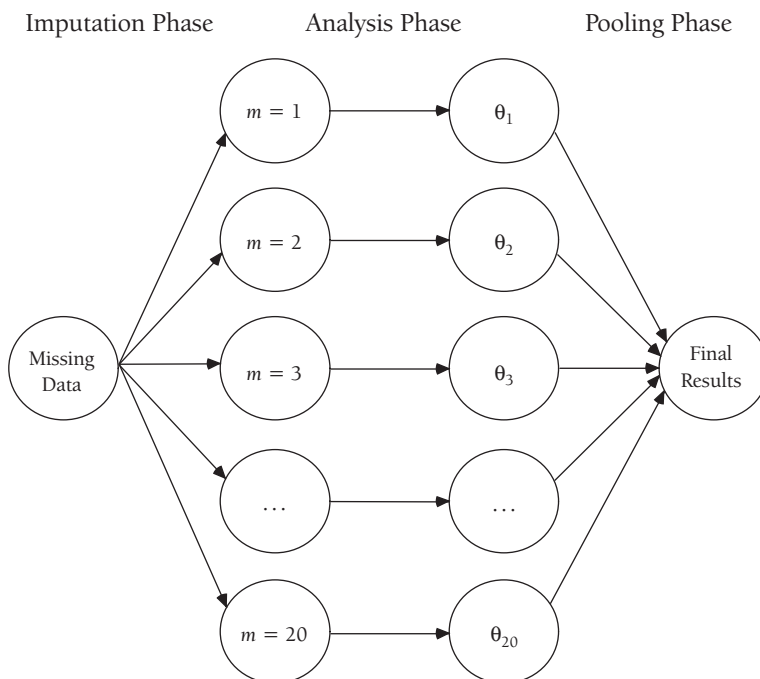 Imputation Phase Analysis Phase Pooling Phase
m = 1 θ1
m = 2 θ2
Missing
Data
m = 3 θ3
Final
Results
... ...
m = 20 θ20